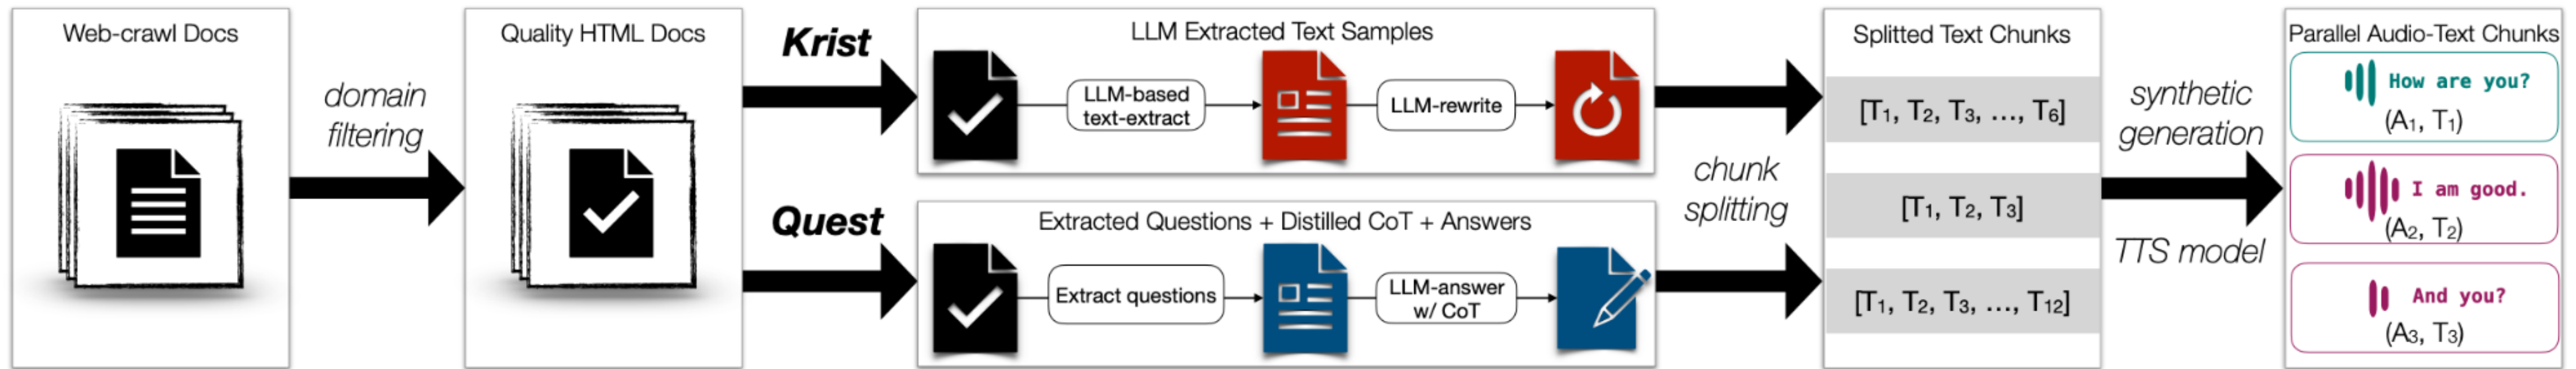 Web-crawl Docs
domain
filtering
Quality HTML Docs
Krist
LLM Extracted Text Samples
LLM-based
text-extract
LLM-rewrite
Quest
Extracted Questions + Distilled CoT + Answers
Extract questions
LLM-answer
w/ CoT
chunk
splitting
Splitted Text Chunks
[T₁, T₂, T₃, ..., T₆]
[T₁, T₂, T₃]
[T₁, T₂, T₃, ..., T₁₂]
synthetic
generation
TTS model
Parallel Audio-Text Chunks
How are you?
(A₁, T₁)
I am good.
(A₂, T₂)
And you?
(A₃, T₃)